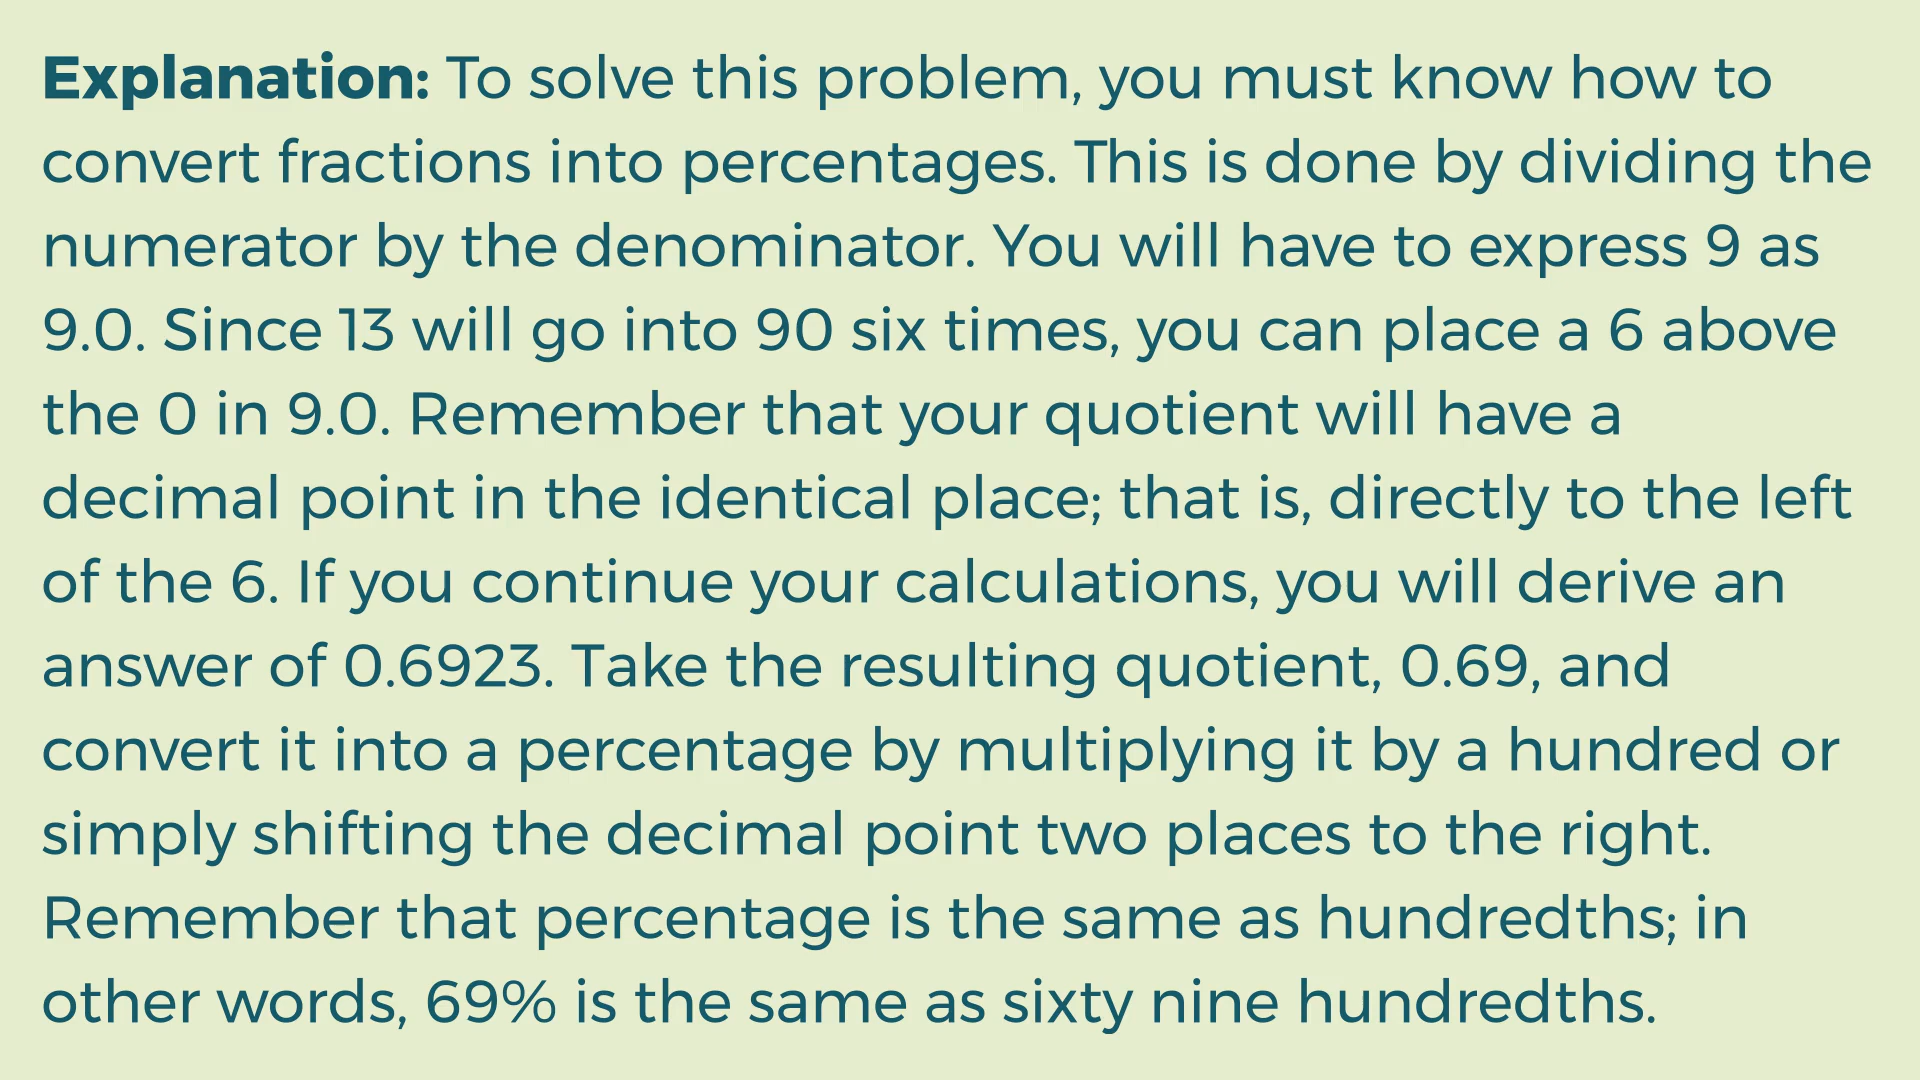 Explanation: To solve this problem, you must know how to
convert fractions into percentages. This is done by dividing the
numerator by the denominator. You will have to express 9 as
9.0. Since 13 will go into 90 six times, you can place a 6 above
the 0 in 9.0. Remember that your quotient will have a
decimal point in the identical place; that is, directly to the left
of the 6. If you continue your calculations, you will derive an
answer of 0.6923. Take the resulting quotient, 0.69, and
convert it into a percentage by multiplying it by a hundred or
simply shifting the decimal point two places to the right.
Remember that percentage is the same as hundredths; in
other words, 69% is the same as sixty nine hundredths.